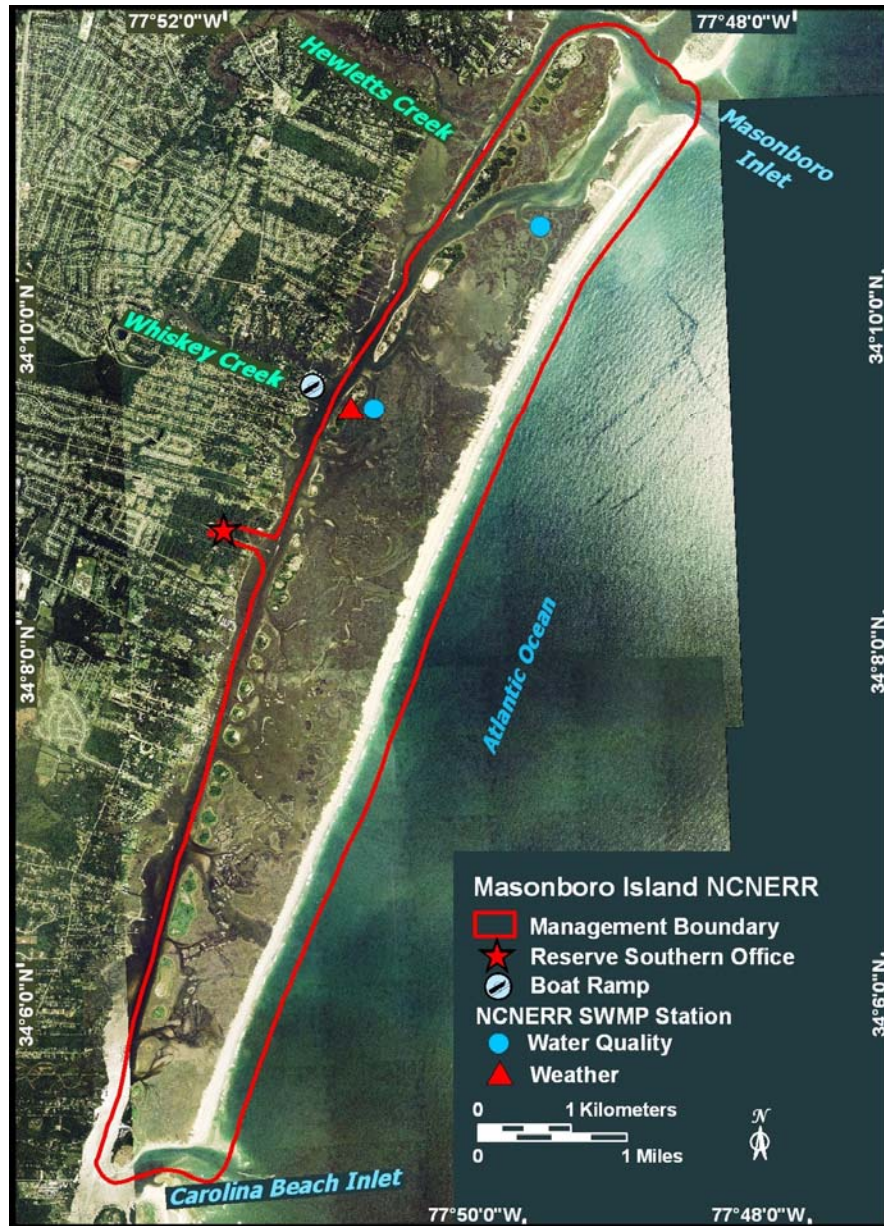 77°52'0"W
77°48'0"W
Hewletts Creek
Masonboro
Inlet
34°10'0"N
34°10'0"N
Whiskey Creek
34°8'0"N
34°8'0"N
Atlantic Ocean
Masonboro Island NCNERR
Management Boundary
Reserve Southern Office
Boat Ramp
NCNERR SWMP Station
Water Quality
Weather
34°6'0"N
34°6'0"N
0 1 Kilometers
0 1 Miles
N
Carolina Beach Inlet
77°50'0"W
77°48'0"W